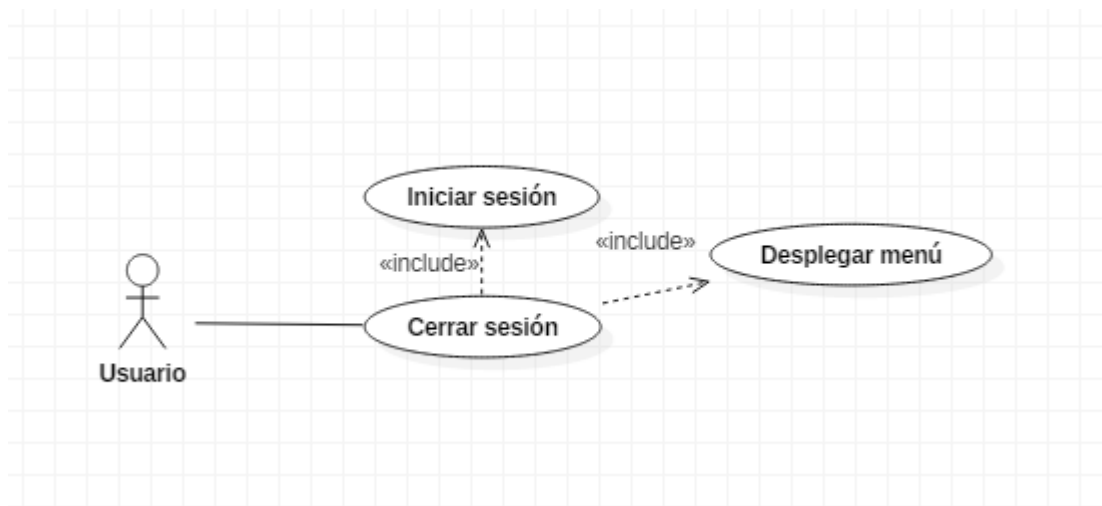 Iniciar sesión
«include»
Desplegar menú
«include»
Cerrar sesión
Usuario